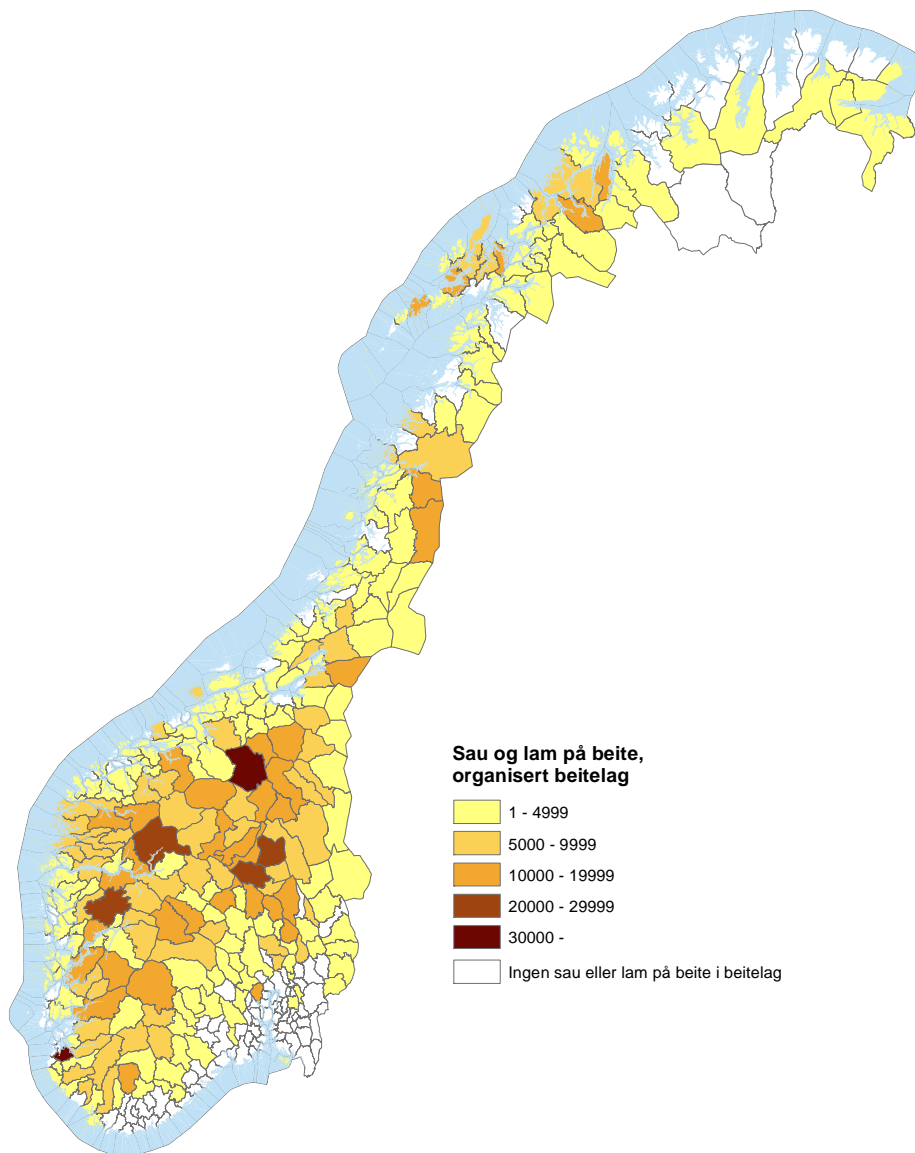 Sau og lam på beite,
organisert beitelag
1 - 4999
5000 - 9999
10000 - 19999
20000 - 29999
30000 -
Ingen sau eller lam på beite i beitelag